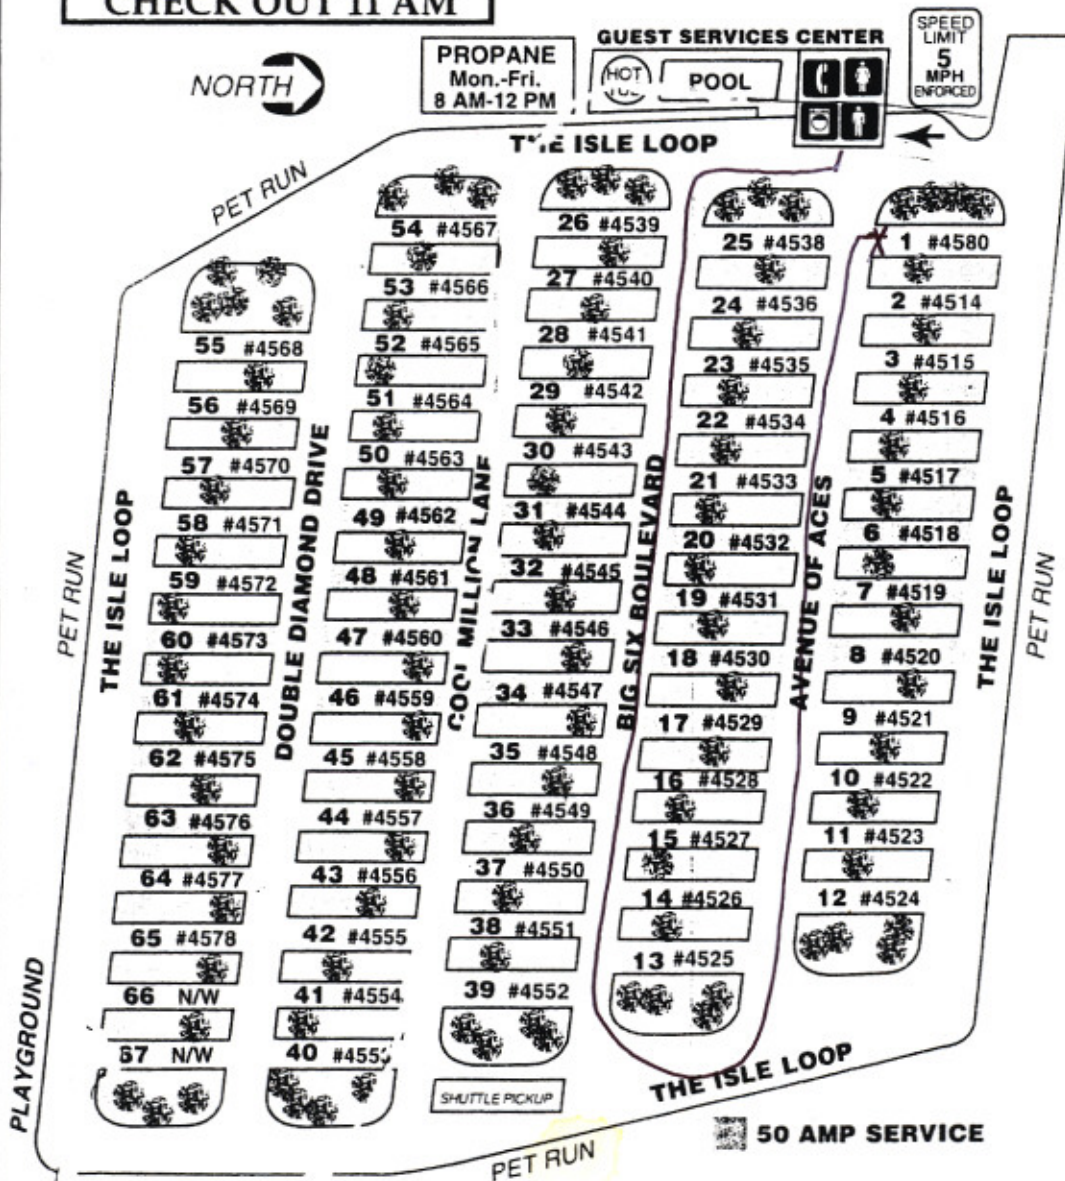 CHECK OUT 11 AM
NORTH
PROPANE
Mon.-Fri.
8 AM-12 PM
GUEST SERVICES CENTER
HOT
POOL
SPEED
LIMIT
5
MPH
ENFORCED
THE ISLE LOOP
PET RUN
54 #4567
53 #4566
52 #4565
51 #4564
50 #4563
49 #4562
48 #4561
47 #4560
46 #4559
45 #4558
44 #4557
43 #4556
42 #4555
41 #4554
40
26 #4539
27 #4540
28 #4541
29 #4542
30 #4543
31 #4544
32 #4545
33 #4546
34 #4547
35 #4548
36 #4549
37 #4550
38 #4551
39 #4552
25 #4538
24 #4536
23 #4535
22 #4534
21 #4533
20 #4532
19 #4531
18 #4530
17 #4529
16 #4528
15 #4527
14 #4526
13 #4525
1 #4580
2 #4514
3 #4515
4 #4516
5 #4517
6 #4518
7 #4519
8 #4520
9 #4521
10 #4522
11 #4523
12 #4524
55 #4568
56 #4569
57 #4570
58 #4571
59 #4572
60 #4573
61 #4574
62 #4575
63 #4576
64 #4577
65 #4578
66 N/W
67 N/W
PET RUN
THE ISLE LOOP
DOUBLE DIAMOND DRIVE
COOL MILLION LANE
BIG SIX BOULEVARD
AVENUE OF ACES
THE ISLE LOOP
PET RUN
PLAYGROUND
SHUTTLE PICKUP
THE ISLE LOOP
PET RUN
50 AMP SERVICE